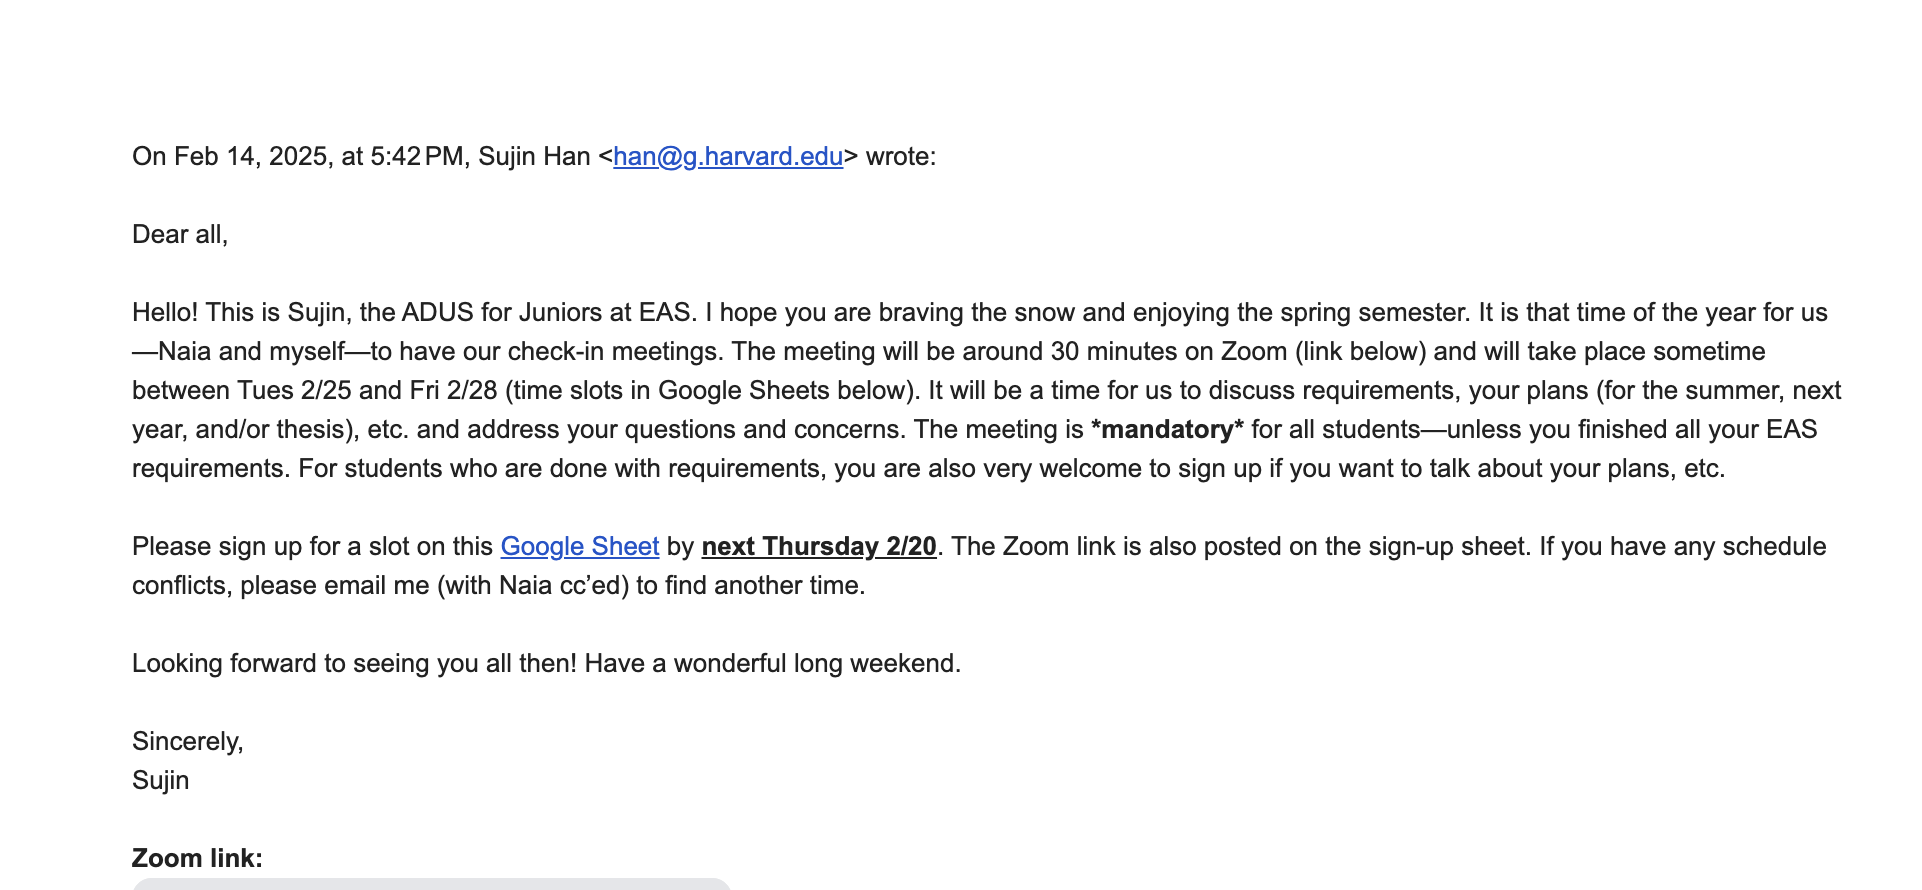 On Feb 14, 2025, at 5:42 PM, Sujin Han <han@g.harvard.edu> wrote:
Dear all,
Hello! This is Sujin, the ADUS for Juniors at EAS. I hope you are braving the snow and enjoying the spring semester. It is that time of the year for us
—Naia and myself—to have our check-in meetings. The meeting will be around 30 minutes on Zoom (link below) and will take place sometime
between Tues 2/25 and Fri 2/28 (time slots in Google Sheets below). It will be a time for us to discuss requirements, your plans (for the summer, next
year, and/or thesis), etc. and address your questions and concerns. The meeting is *mandatory* for all students—unless you finished all your EAS
requirements. For students who are done with requirements, you are also very welcome to sign up if you want to talk about your plans, etc.
Please sign up for a slot on this Google Sheet by next Thursday 2/20. The Zoom link is also posted on the sign-up sheet. If you have any schedule
conflicts, please email me (with Naia cc’ed) to find another time.
Looking forward to seeing you all then! Have a wonderful long weekend.
Sincerely,
Sujin
Zoom link: